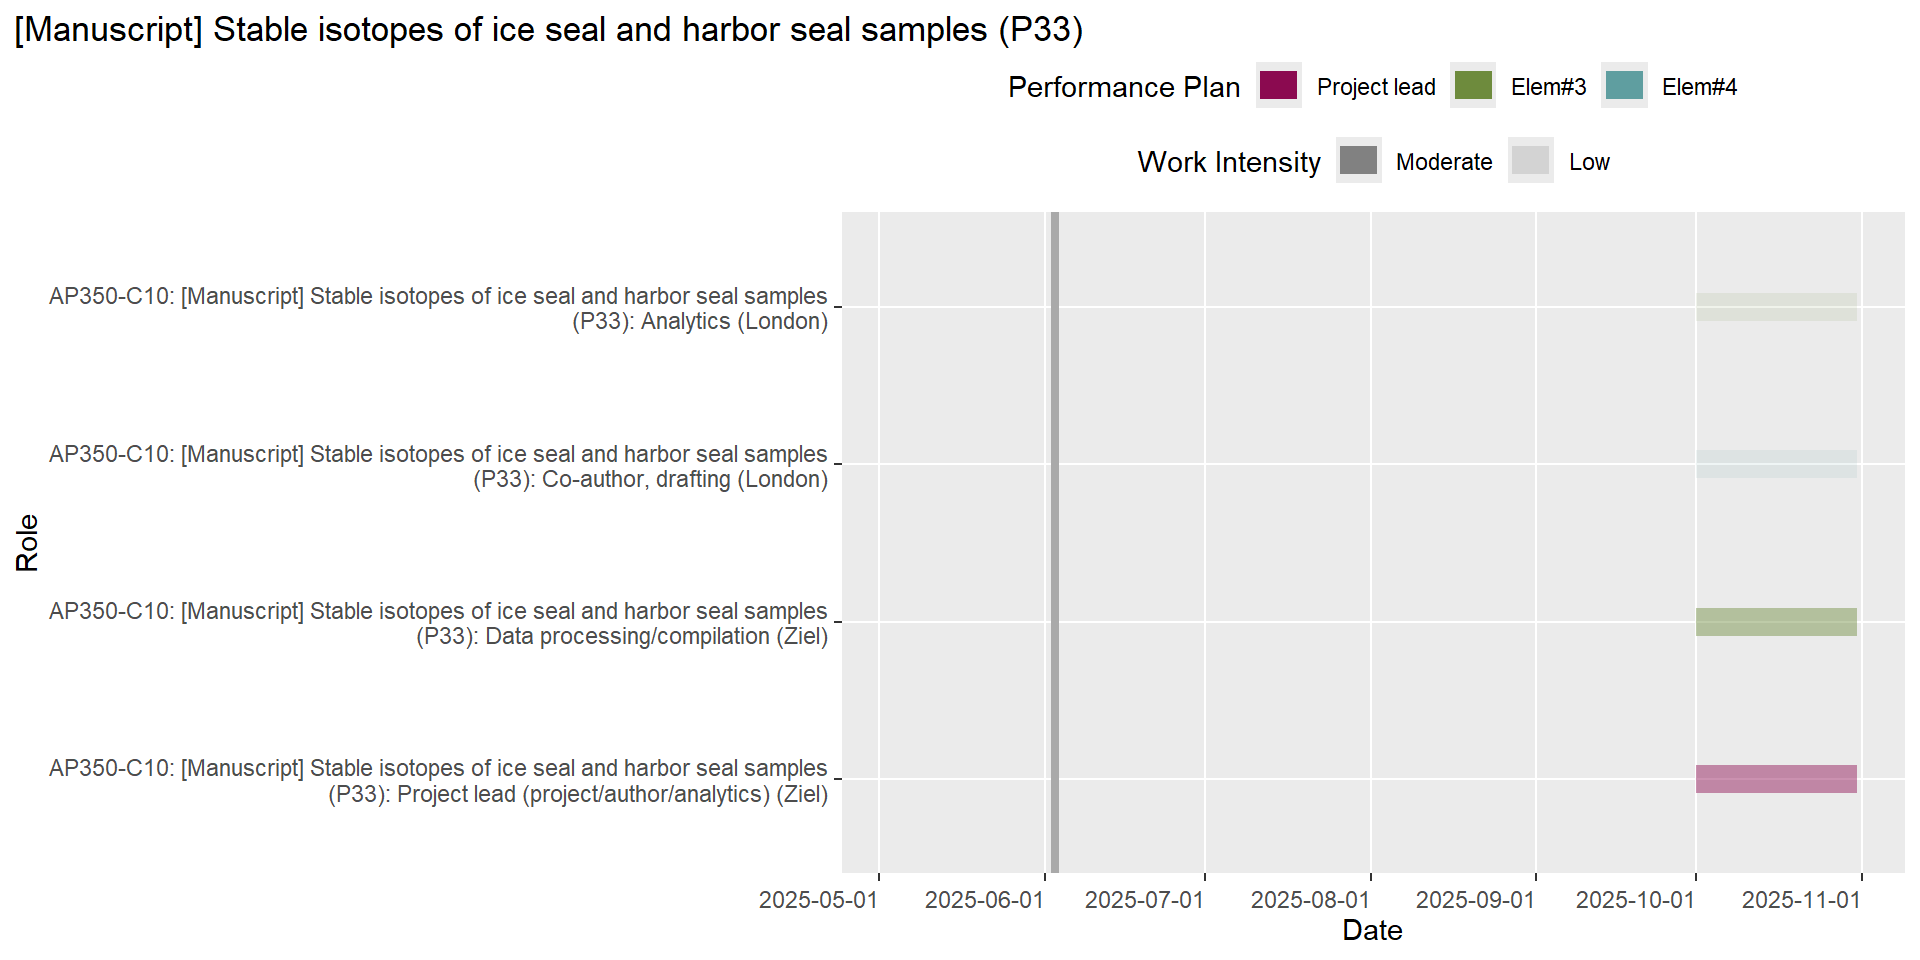 [Manuscript] Stable isotopes of ice seal and harbor seal samples (P33)
Performance Plan Project lead Elem#3 Elem#4
Work Intensity Moderate Low
AP350-C10: [Manuscript] Stable isotopes of ice seal and harbor seal samples
(P33): Analytics (London)
AP350-C10: [Manuscript] Stable isotopes of ice seal and harbor seal samples
(P33): Co-author, drafting (London)
AP350-C10: [Manuscript] Stable isotopes of ice seal and harbor seal samples
(P33): Data processing/compilation (Ziel)
AP350-C10: [Manuscript] Stable isotopes of ice seal and harbor seal samples
(P33): Project lead (project/author/analytics) (Ziel)
Role
2025-05-01 2025-06-01 2025-07-01 2025-08-01 2025-09-01 2025-10-01 2025-11-01
Date